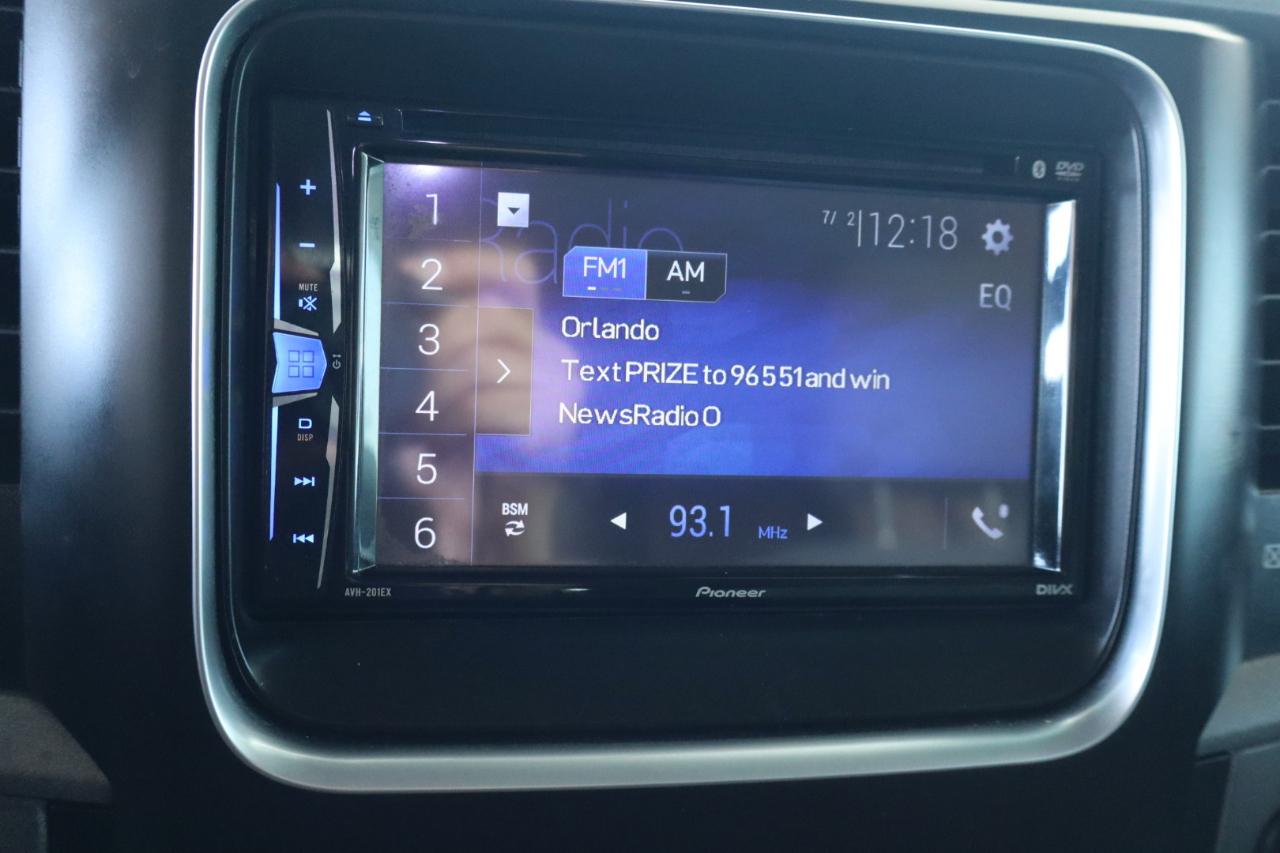 DVD
1
7/ 2 12:18
Radio
FM1 AM
EQ
2
MUTE
Orlando
3
Text PRIZE to 96551 and win
4
NewsRadio O
DISP
5
BSM
93.1 MHz
6
AVH-201EX
Pioneer
DIVX